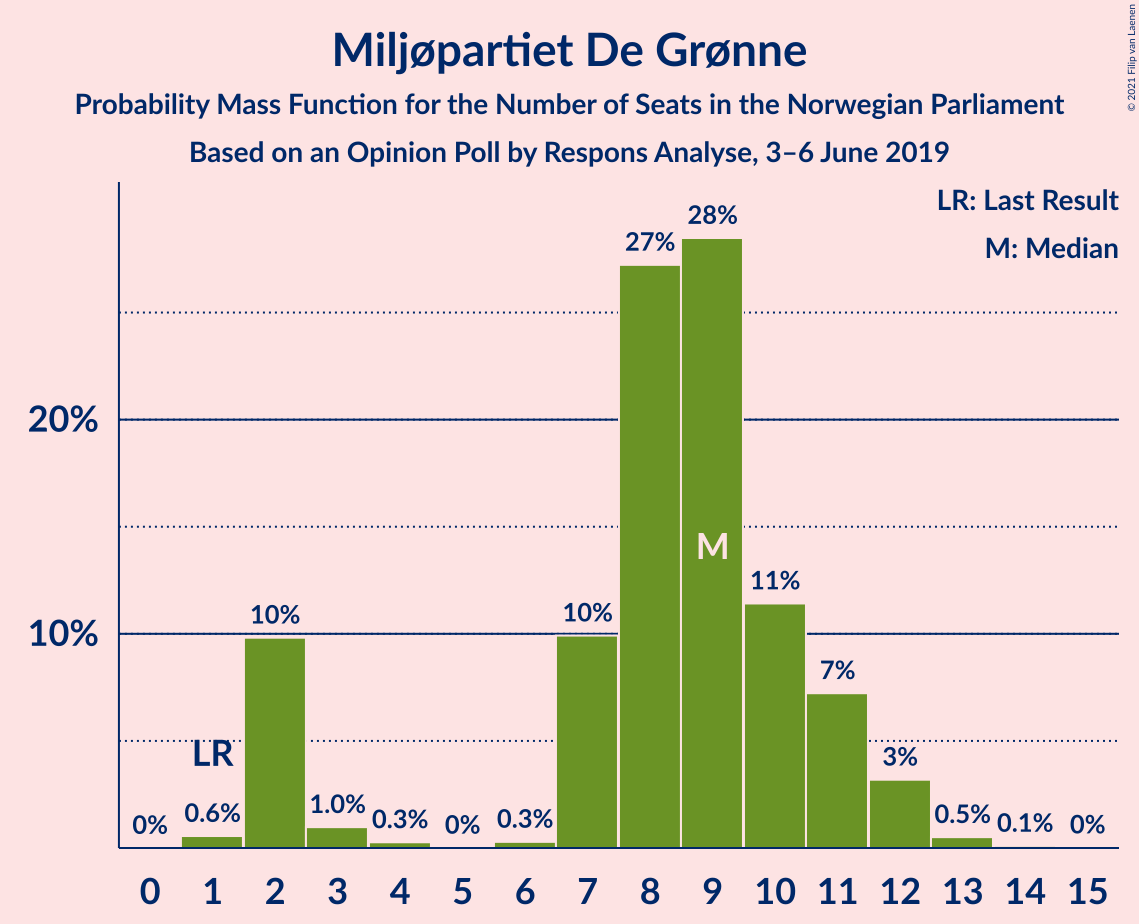 Miljøpartiet De Grønne
Probability Mass Function for the Number of Seats in the Norwegian Parliament
Based on an Opinion Poll by Respons Analyse, 3–6 June 2019
© 2021 Filip van Laenen
LR: Last Result
M: Median
28%
27%
20%
M
11%
10%
10%
10%
7%
LR
3%
0%
0.6%
1.0%
0.3%
0%
0.3%
0.5%
0.1%
0%
0 1 2 3 4 5 6 7 8 9 10 11 12 13 14 15